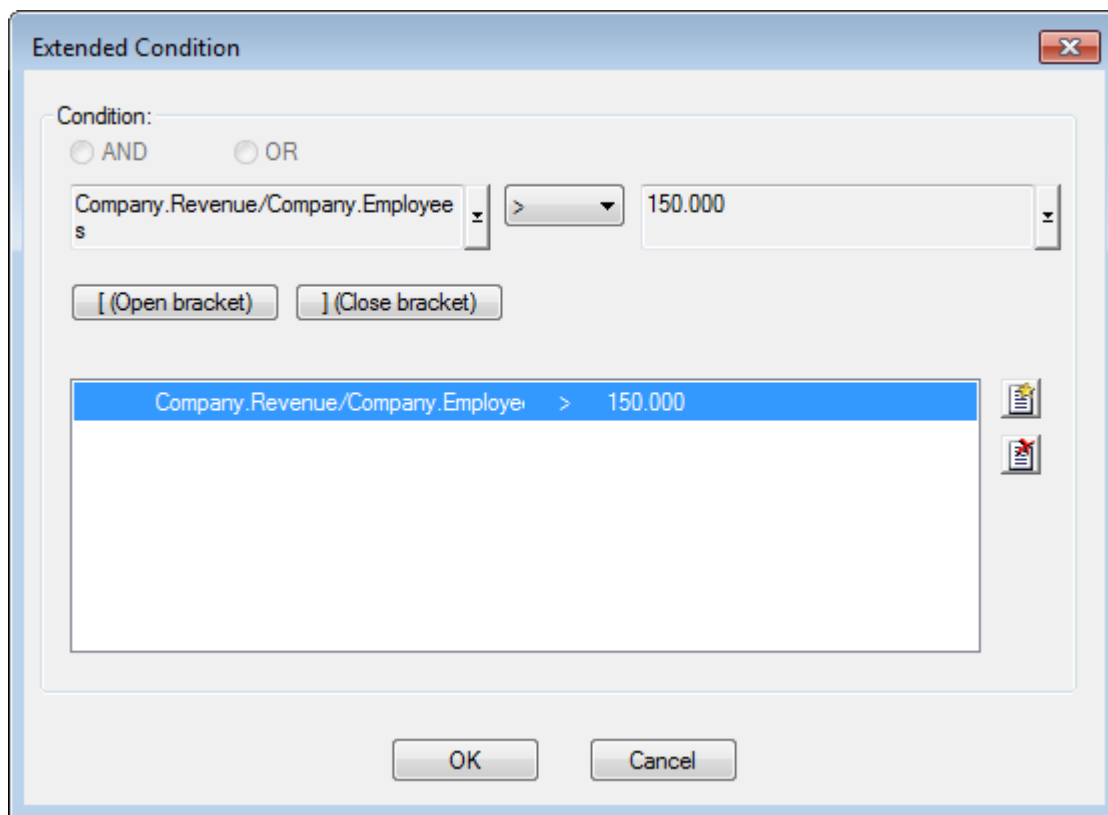 Extended Condition
Condition:
AND OR
Company.Revenue/Company.Employee > 150.000
s
[ (Open bracket) ] (Close bracket)
Company.Revenue/Company.Employe > 150.000
OK Cancel